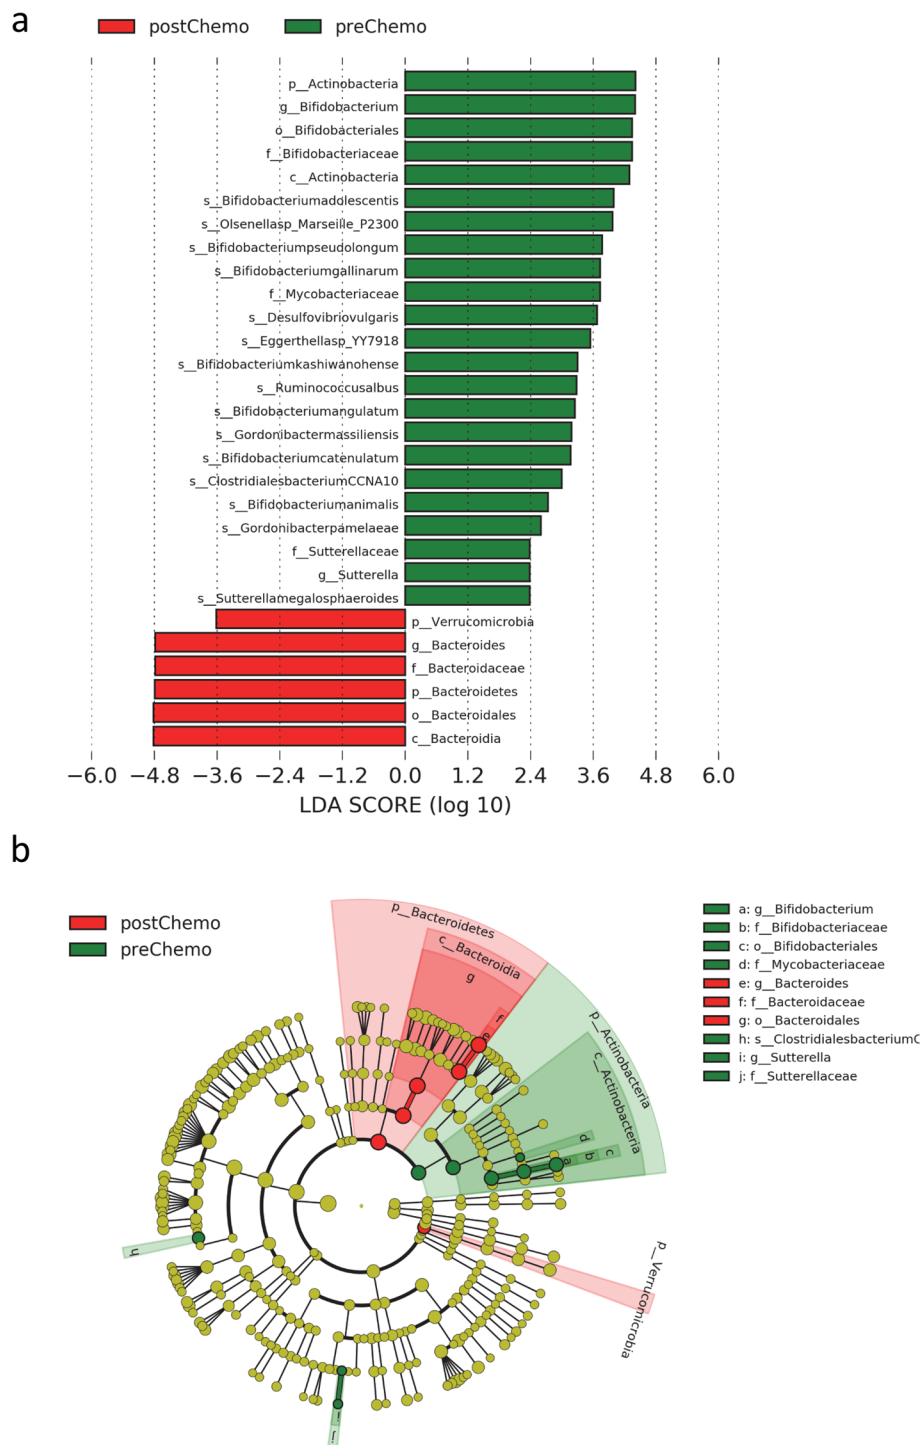 a
postChemo
preChemo
p__Actinobacteria
g__Bifidobacterium
o__Bifidobacteriales
f__Bifidobacteriaceae
c__Actinobacteria
s__Bifidobacteriumadolescentis
s__Olsenellasp_Marseille_P2300
s__Bifidobacteriumpseudolongum
s__Bifidobacteriumgallinarum
f__Mycobacteriaceae
s__Desulfovibriovulgaris
s__Eggerthellasp_YY7918
s__Bifidobacteriumkashiwanohense
s__Ruminococcusalbus
s__Bifidobacteriumangulatum
s__Gordonibactermassiliensis
s__Bifidobacteriumcatenulatum
s__ClostridialesbacteriumCCNA10
s__Bifidobacteriumanimalis
s__Gordonibacterpamelaeae
f__Sutterellaceae
g__Sutterella
s__Sutterellamegalosphaeroides
p__Verrucomicrobia
g__Bacteroides
f__Bacteroidaceae
p__Bacteroidetes
o__Bacteroidales
c__Bacteroidia
−6.0 −4.8 −3.6 −2.4 −1.2 0.0 1.2 2.4 3.6 4.8 6.0
LDA SCORE (log 10)
b
postChemo
preChemo
p__Bacteroidetes
c__Bacteroidia
g
f
e
p__Actinobacteria
c__Actinobacteria
d
c
b
a
h
p__Verrucomicrobia
i
j
a: g__Bifidobacterium
b: f__Bifidobacteriaceae
c: o__Bifidobacteriales
d: f__Mycobacteriaceae
e: g__Bacteroides
f: f__Bacteroidaceae
g: o__Bacteroidales
h: s__ClostridialesbacteriumC
i: g__Sutterella
j: f__Sutterellaceae